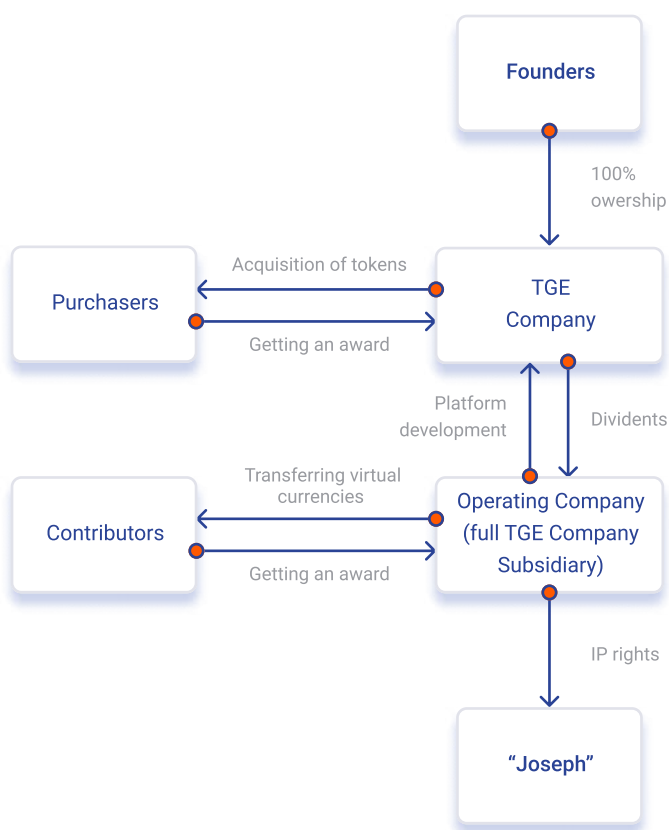 Founders
100%
owership
Acquisition of tokens
Purchasers
TGE
Company
Getting an award
Platform
development
Dividents
Transferring virtual
currencies
Contributors
Operating Company
(full TGE Company
Subsidiary)
Getting an award
IP rights
“Joseph”